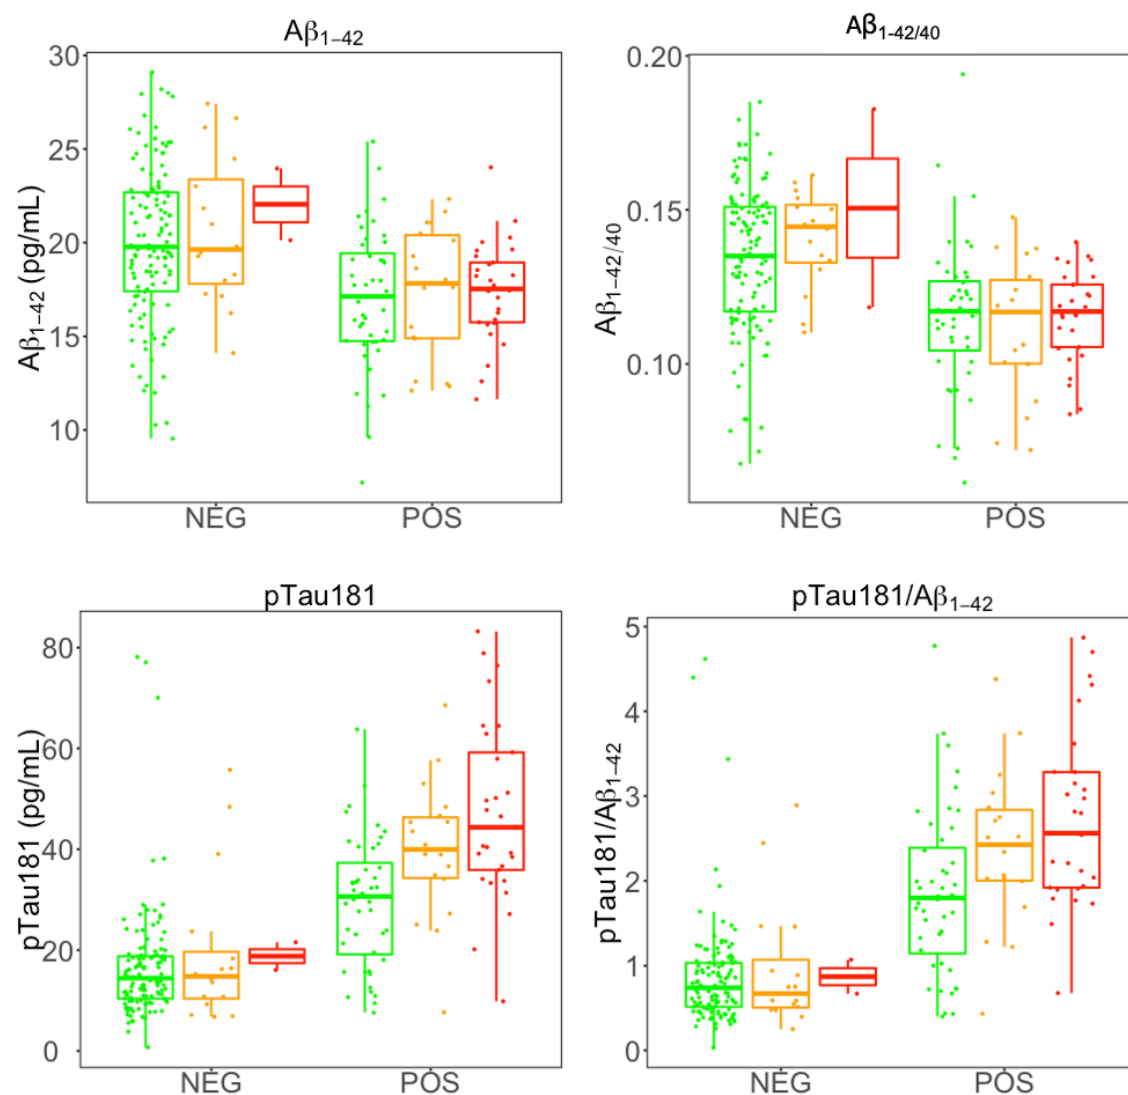 Aβ1–42
30
25
20
15
10
Aβ1–42 (pg/mL)
NEG
POS
Aβ1-42/40
0.20
0.15
0.10
Aβ1–42/40
NEG
POS
pTau181
80
60
40
20
0
pTau181 (pg/mL)
NEG
POS
pTau181/Aβ1–42
5
4
3
2
1
0
pTau181/Aβ1–42
NEG
POS